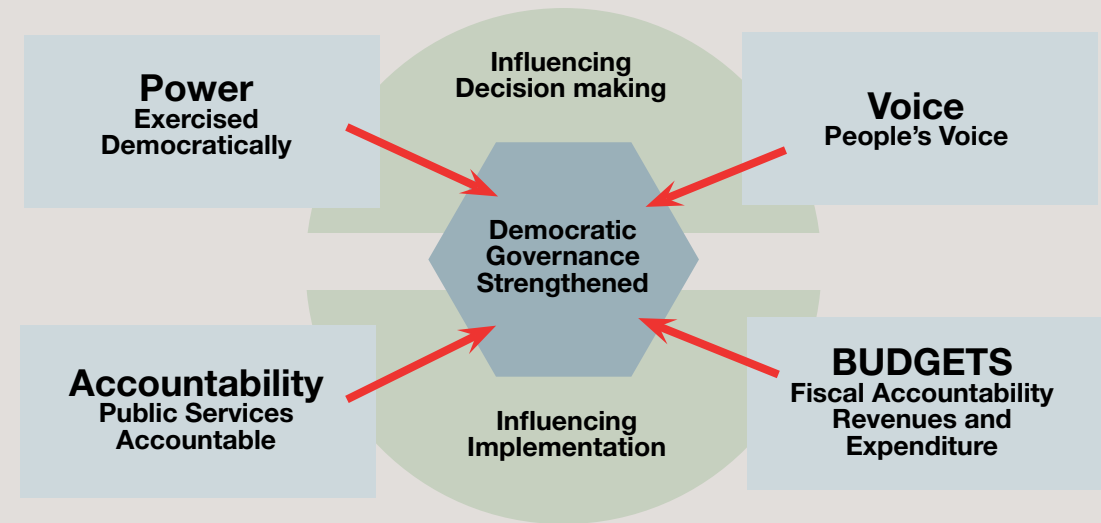 Power
Exercised
Democratically
Influencing
Decision making
Voice
People’s Voice
Democratic
Governance
Strengthened
Accountability
Public Services
Accountable
Influencing
Implementation
BUDGETS
Fiscal Accountability
Revenues and
Expenditure